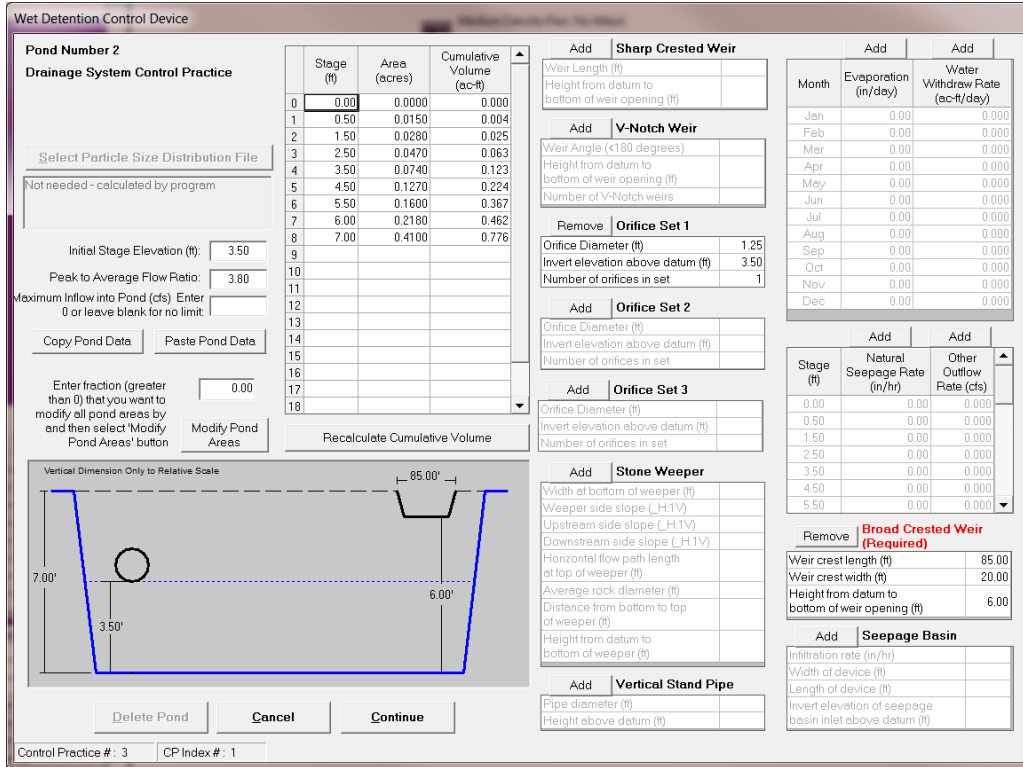 Wet Detention Control Device
Pond Number 2
Drainage System Control Practice
Select Particle Size Distribution File
Not needed - calculated by program
Initial Stage Elevation (ft): 3.50
Peak to Average Flow Ratio: 3.80
Maximum Inflow into Pond (cfs) Enter
0 or leave blank for no limit:
Copy Pond Data Paste Pond Data
Enter fraction (greater
than 0) that you want to
modify all pond areas by
and then select 'Modify
Pond Areas' button
0.00
Modify Pond
Areas
Stage
(ft)
Area
(acres)
Cumulative
Volume
(ac-ft)
0 0.00 0.0000 0.000
1 0.50 0.0150 0.004
2 1.50 0.0280 0.025
3 2.50 0.0470 0.063
4 3.50 0.0740 0.123
5 4.50 0.1270 0.224
6 5.50 0.1600 0.367
7 6.00 0.2180 0.462
8 7.00 0.4100 0.776
9
10
11
12
13
14
15
16
17
18
Recalculate Cumulative Volume
Vertical Dimension Only to Relative Scale
85.00'
7.00'
3.50'
6.00'
Delete Pond Cancel Continue
Control Practice # : 3 CP Index # : 1
Add Sharp Crested Weir
Weir Length (ft)
Height from datum to
bottom of weir opening (ft)
Add V-Notch Weir
Weir Angle (<180 degrees)
Height from datum to
bottom of weir opening (ft)
Number of V-Notch weirs
Remove Orifice Set 1
Orifice Diameter (ft) 1.25
Invert elevation above datum (ft) 3.50
Number of orifices in set 1
Add Orifice Set 2
Orifice Diameter (ft)
Invert elevation above datum (ft)
Number of orifices in set
Add Orifice Set 3
Orifice Diameter (ft)
Invert elevation above datum (ft)
Number of orifices in set
Add Stone Weeper
Width at bottom of weeper (ft)
Weeper side slope (_H:1V)
Upstream side slope (_H:1V)
Downstream side slope (_H:1V)
Horizontal flow path length
at top of weeper (ft)
Average rock diameter (ft)
Distance from bottom to top
of weeper (ft)
Height from datum to
bottom of weeper (ft)
Add Vertical Stand Pipe
Pipe diameter (ft)
Height above datum (ft)
Add Add
Month
Evaporation
(in/day)
Water
Withdraw Rate
(ac-ft/day)
Jan 0.00 0.000
Feb 0.00 0.000
Mar 0.00 0.000
Apr 0.00 0.000
May 0.00 0.000
Jun 0.00 0.000
Jul 0.00 0.000
Aug 0.00 0.000
Sep 0.00 0.000
Oct 0.00 0.000
Nov 0.00 0.000
Dec 0.00 0.000
Add Add
Stage
(ft)
Natural
Seepage Rate
(in/hr)
Other
Outflow
Rate (cfs)
0.00 0.00 0.000
0.50 0.00 0.000
1.50 0.00 0.000
2.50 0.00 0.000
3.50 0.00 0.000
4.50 0.00 0.000
5.50 0.00 0.000
Remove Broad Crested Weir
(Required)
Weir crest length (ft) 85.00
Weir crest width (ft) 20.00
Height from datum to
bottom of weir opening (ft) 6.00
Add Seepage Basin
Infiltration rate (in/hr)
Width of device (ft)
Length of device (ft)
Invert elevation of seepage
basin inlet above datum (ft)